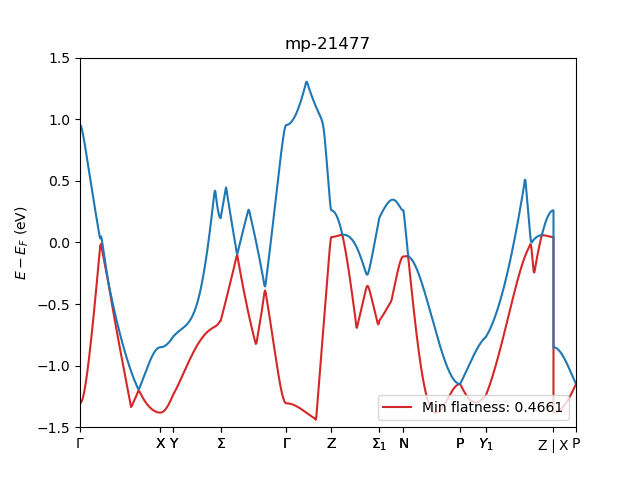 mp-21477
1.5
1.0
0.5
0.0
−0.5
−1.0
−1.5
E − E_F (eV)
Min flatness: 0.4661
Γ X Y Σ Γ Z Σ₁ N P Y₁ Z | X P